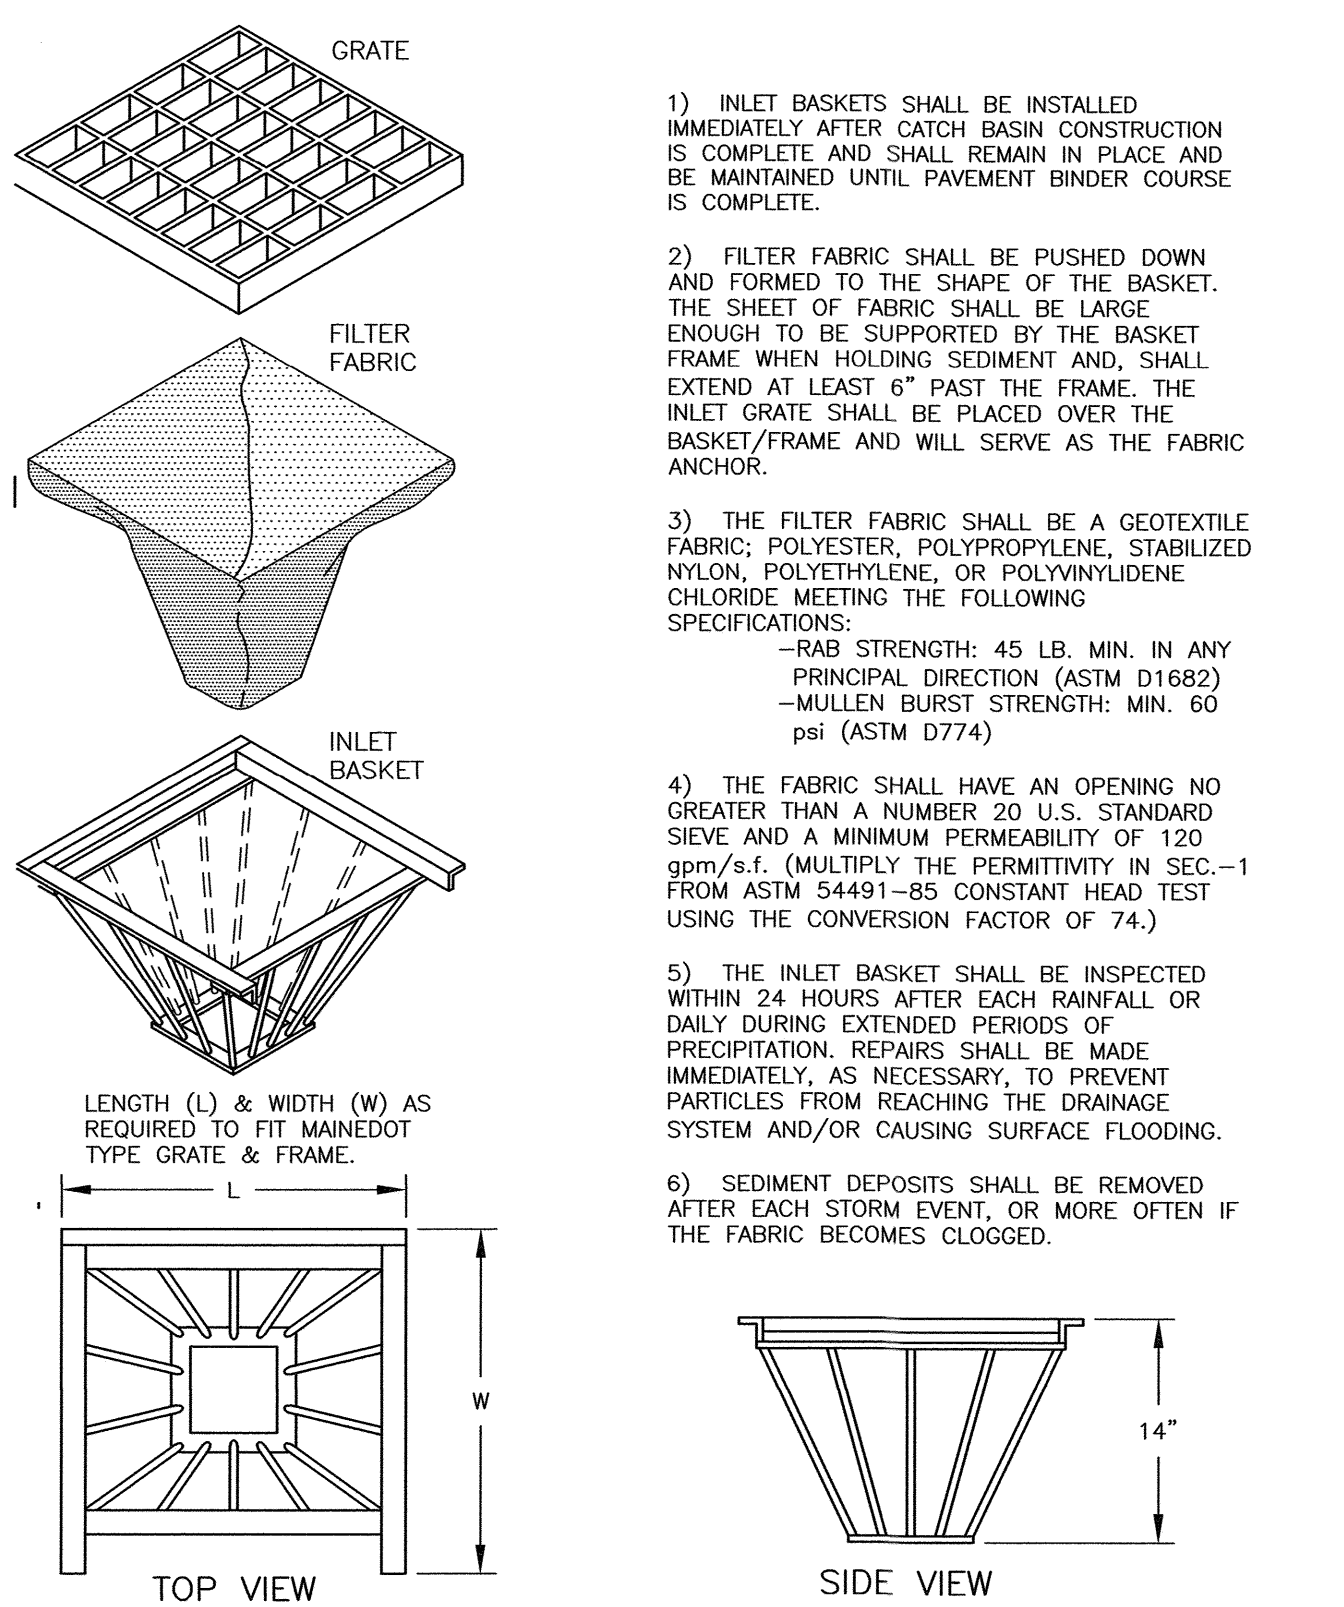 GRATE
FILTER
FABRIC
INLET
BASKET
LENGTH (L) & WIDTH (W) AS
REQUIRED TO FIT MAINEDOT
TYPE GRATE & FRAME.
L
W
TOP VIEW
1) INLET BASKETS SHALL BE INSTALLED
IMMEDIATELY AFTER CATCH BASIN CONSTRUCTION
IS COMPLETE AND SHALL REMAIN IN PLACE AND
BE MAINTAINED UNTIL PAVEMENT BINDER COURSE
IS COMPLETE.
2) FILTER FABRIC SHALL BE PUSHED DOWN
AND FORMED TO THE SHAPE OF THE BASKET.
THE SHEET OF FABRIC SHALL BE LARGE
ENOUGH TO BE SUPPORTED BY THE BASKET
FRAME WHEN HOLDING SEDIMENT AND, SHALL
EXTEND AT LEAST 6" PAST THE FRAME. THE
INLET GRATE SHALL BE PLACED OVER THE
BASKET/FRAME AND WILL SERVE AS THE FABRIC
ANCHOR.
3) THE FILTER FABRIC SHALL BE A GEOTEXTILE
FABRIC; POLYESTER, POLYPROPYLENE, STABILIZED
NYLON, POLYETHYLENE, OR POLYVINYLIDENE
CHLORIDE MEETING THE FOLLOWING
SPECIFICATIONS:
–RAB STRENGTH: 45 LB. MIN. IN ANY
PRINCIPAL DIRECTION (ASTM D1682)
–MULLEN BURST STRENGTH: MIN. 60
psi (ASTM D774)
4) THE FABRIC SHALL HAVE AN OPENING NO
GREATER THAN A NUMBER 20 U.S. STANDARD
SIEVE AND A MINIMUM PERMEABILITY OF 120
gpm/s.f. (MULTIPLY THE PERMITTIVITY IN SEC.–1
FROM ASTM 54491–85 CONSTANT HEAD TEST
USING THE CONVERSION FACTOR OF 74.)
5) THE INLET BASKET SHALL BE INSPECTED
WITHIN 24 HOURS AFTER EACH RAINFALL OR
DAILY DURING EXTENDED PERIODS OF
PRECIPITATION. REPAIRS SHALL BE MADE
IMMEDIATELY, AS NECESSARY, TO PREVENT
PARTICLES FROM REACHING THE DRAINAGE
SYSTEM AND/OR CAUSING SURFACE FLOODING.
6) SEDIMENT DEPOSITS SHALL BE REMOVED
AFTER EACH STORM EVENT, OR MORE OFTEN IF
THE FABRIC BECOMES CLOGGED.
14"
SIDE VIEW